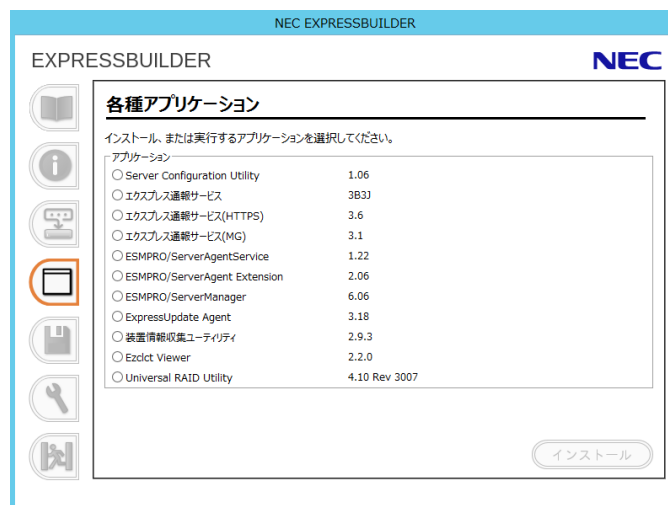 NEC EXPRESSBUILDER
EXPRESSBUILDER
NEC
各種アプリケーション
インストール、または実行するアプリケーションを選択してください。
アプリケーション
Server Configuration Utility 1.06
エクスプレス通報サービス 3B3J
エクスプレス通報サービス(HTTPS) 3.6
エクスプレス通報サービス(MG) 3.1
ESMPRO/ServerAgentService 1.22
ESMPRO/ServerAgent Extension 2.06
ESMPRO/ServerManager 6.06
ExpressUpdate Agent 3.18
装置情報収集ユーティリティ 2.9.3
Ezclct Viewer 2.2.0
Universal RAID Utility 4.10 Rev 3007
インストール